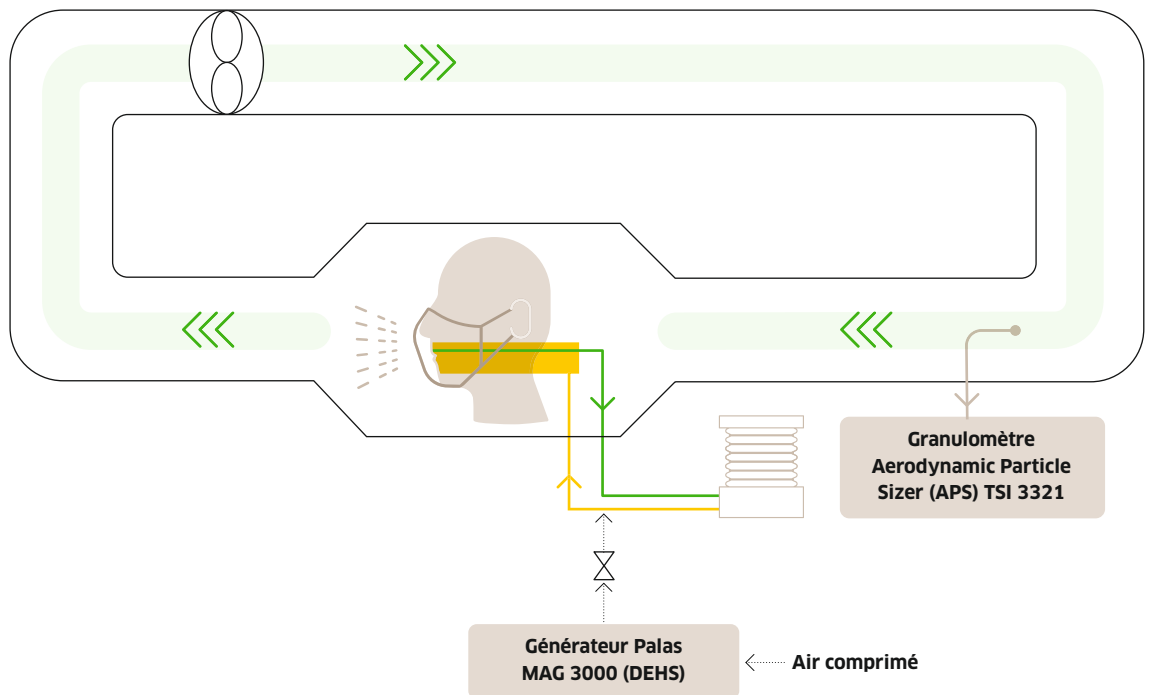 Granulomètre
Aerodynamic Particle
Sizer (APS) TSI 3321
Générateur Palas
MAG 3000 (DEHS)
Air comprimé